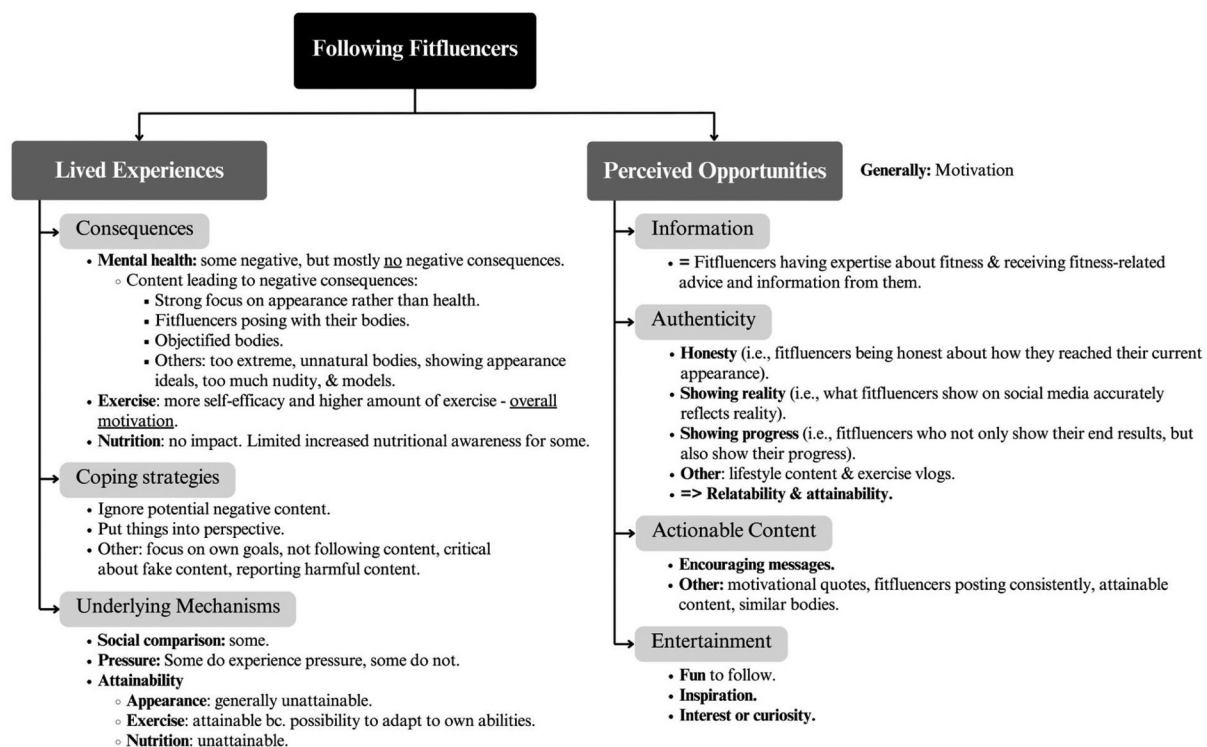 Following Fitfluencers
Lived Experiences
Consequences
• Mental health: some negative, but mostly no negative consequences.
○ Content leading to negative consequences:
▪ Strong focus on appearance rather than health.
▪ Fitfluencers posing with their bodies.
▪ Objectified bodies.
▪ Others: too extreme, unnatural bodies, showing appearance
ideals, too much nudity, & models.
• Exercise: more self-efficacy and higher amount of exercise - overall
motivation.
• Nutrition: no impact. Limited increased nutritional awareness for some.
Coping strategies
• Ignore potential negative content.
• Put things into perspective.
• Other: focus on own goals, not following content, critical
about fake content, reporting harmful content.
Underlying Mechanisms
• Social comparison: some.
• Pressure: Some do experience pressure, some do not.
• Attainability
○ Appearance: generally unattainable.
○ Exercise: attainable bc. possibility to adapt to own abilities.
○ Nutrition: unattainable.
Perceived Opportunities
Generally: Motivation
Information
• = Fitfluencers having expertise about fitness & receiving fitness-related
advice and information from them.
Authenticity
• Honesty (i.e., fitfluencers being honest about how they reached their current
appearance).
• Showing reality (i.e., what fitfluencers show on social media accurately
reflects reality).
• Showing progress (i.e., fitfluencers who not only show their end results, but
also show their progress).
• Other: lifestyle content & exercise vlogs.
• => Relatability & attainability.
Actionable Content
• Encouraging messages.
• Other: motivational quotes, fitfluencers posting consistently, attainable
content, similar bodies.
Entertainment
• Fun to follow.
• Inspiration.
• Interest or curiosity.